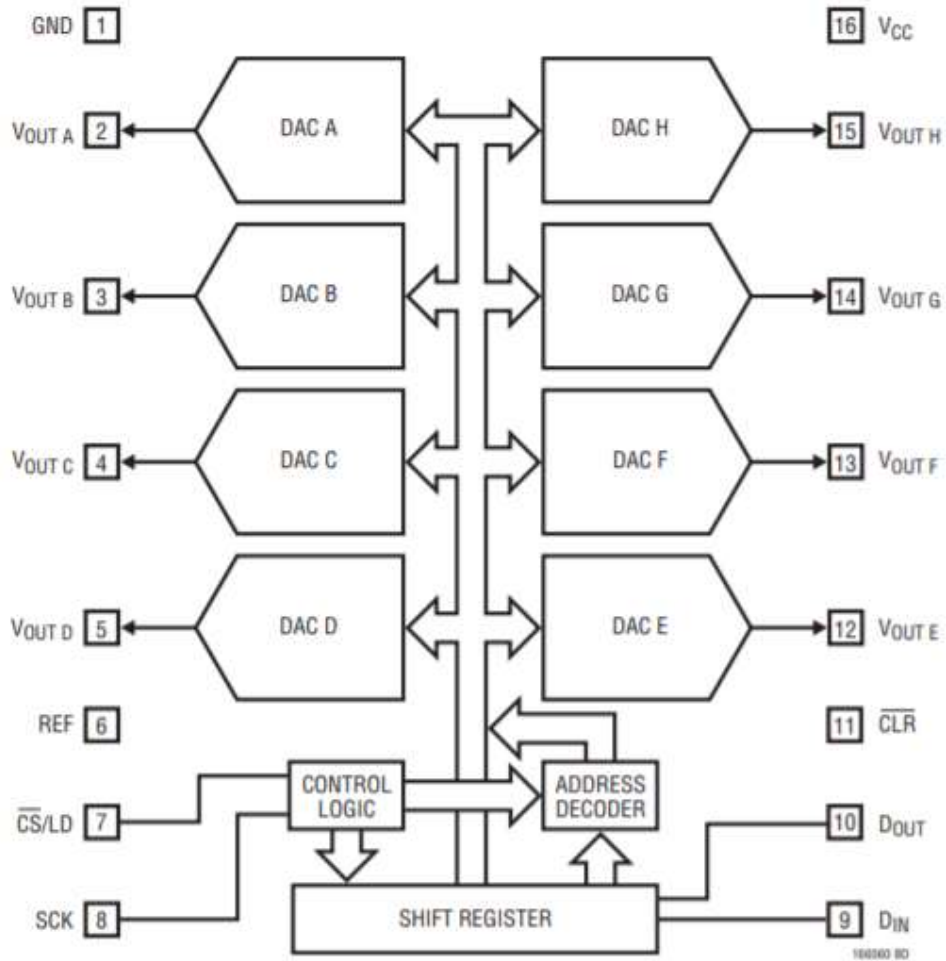 GND 1
16 VCC
VOUT A 2
DAC A
DAC H
15 VOUT H
VOUT B 3
DAC B
DAC G
14 VOUT G
VOUT C 4
DAC C
DAC F
13 VOUT F
VOUT D 5
DAC D
DAC E
12 VOUT E
REF 6
11 C̅L̅R̅
C̅S̅/LD 7
CONTROL
LOGIC
ADDRESS
DECODER
10 DOUT
SCK 8
SHIFT REGISTER
9 DIN